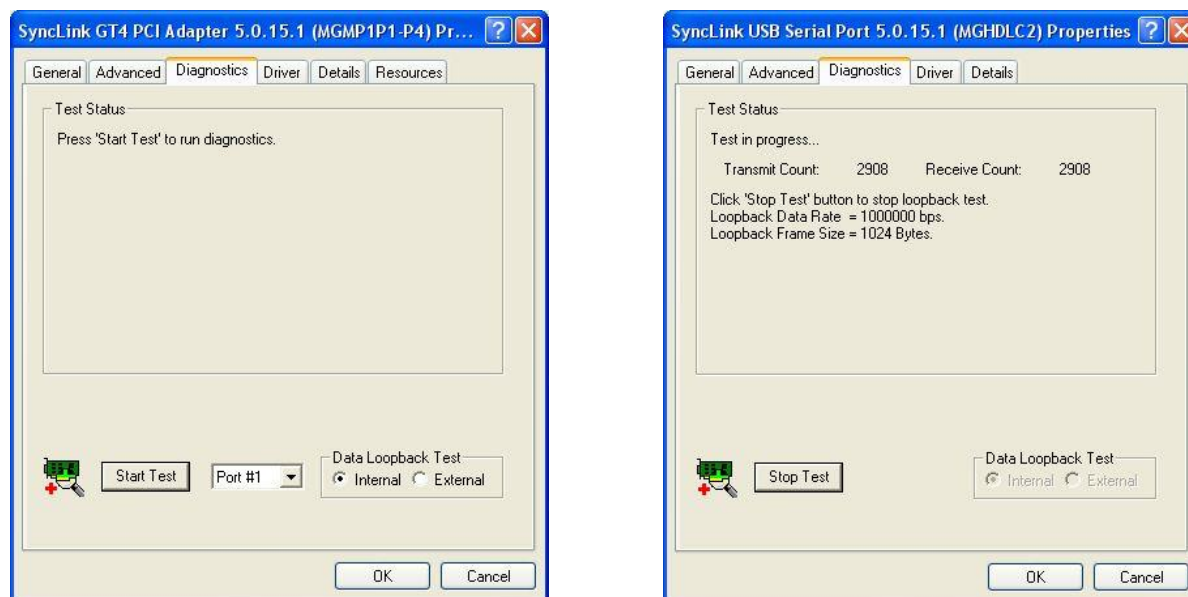 SyncLink GT4 PCI Adapter 5.0.15.1 (MGMP1P1-P4) Pr...
General Advanced Diagnostics Driver Details Resources
Test Status
Press 'Start Test' to run diagnostics.
Start Test
Port #1
Data Loopback Test
Internal External
OK Cancel
SyncLink USB Serial Port 5.0.15.1 (MGHDLC2) Properties
General Advanced Diagnostics Driver Details
Test Status
Test in progress...
Transmit Count: 2908 Receive Count: 2908
Click 'Stop Test' button to stop loopback test.
Loopback Data Rate = 1000000 bps.
Loopback Frame Size = 1024 Bytes.
Stop Test
Data Loopback Test
Internal External
OK Cancel